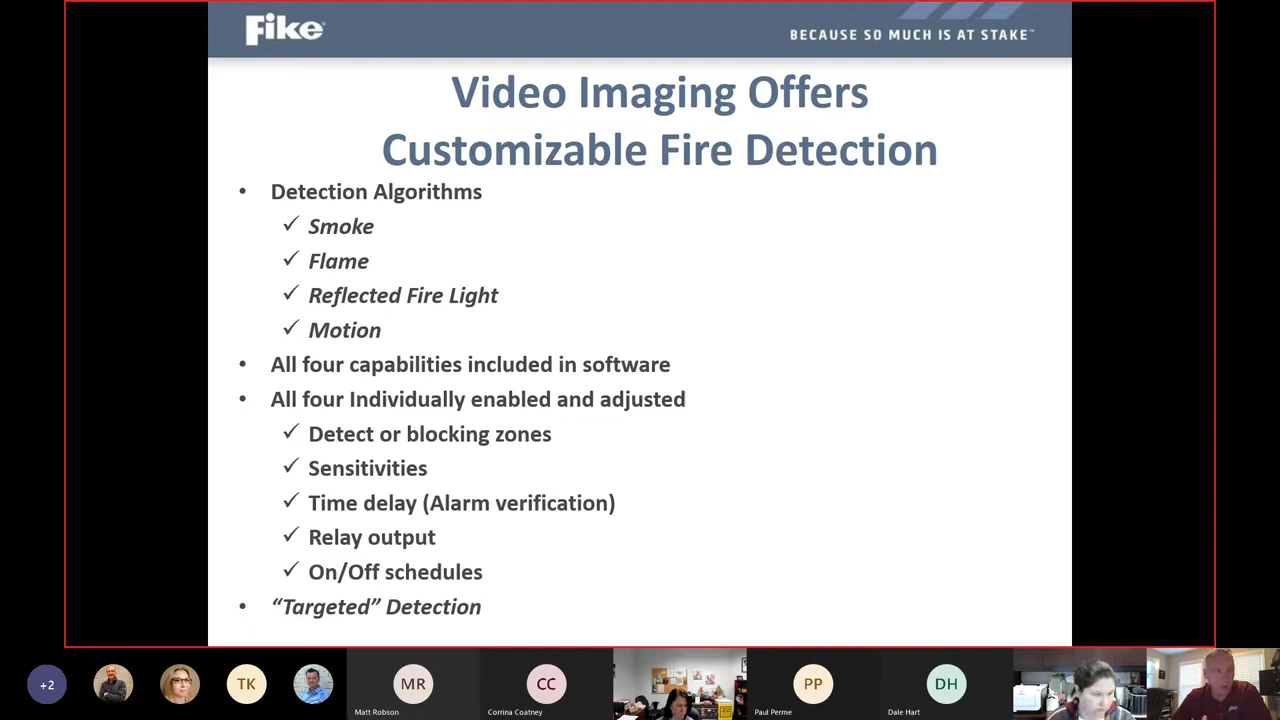 Fike
BECAUSE SO MUCH IS AT STAKE™
Video Imaging Offers
Customizable Fire Detection
• Detection Algorithms
✓ Smoke
✓ Flame
✓ Reflected Fire Light
✓ Motion
• All four capabilities included in software
• All four Individually enabled and adjusted
✓ Detect or blocking zones
✓ Sensitivities
✓ Time delay (Alarm verification)
✓ Relay output
✓ On/Off schedules
• “Targeted” Detection
+2
TK
MR
CC
PP
DH
Matt Robson
Corrina Coatney
Paul Perme
Dale Hart